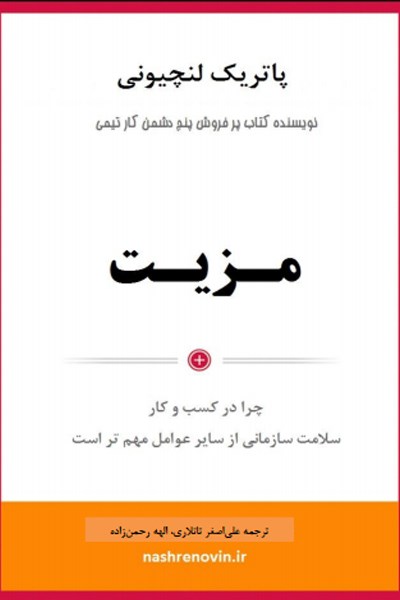 پاتریک لنچیونی
نویسنده کتاب پر فروش پنج دشمن کار تیمی
مـزیـت
چرا در کسب و کار
سلامت سازمانی از سایر عوامل مهم تر است
ترجمه علی‌اصغر تاتلاری، الهه رحمن‌زاده
nashrenovin.ir